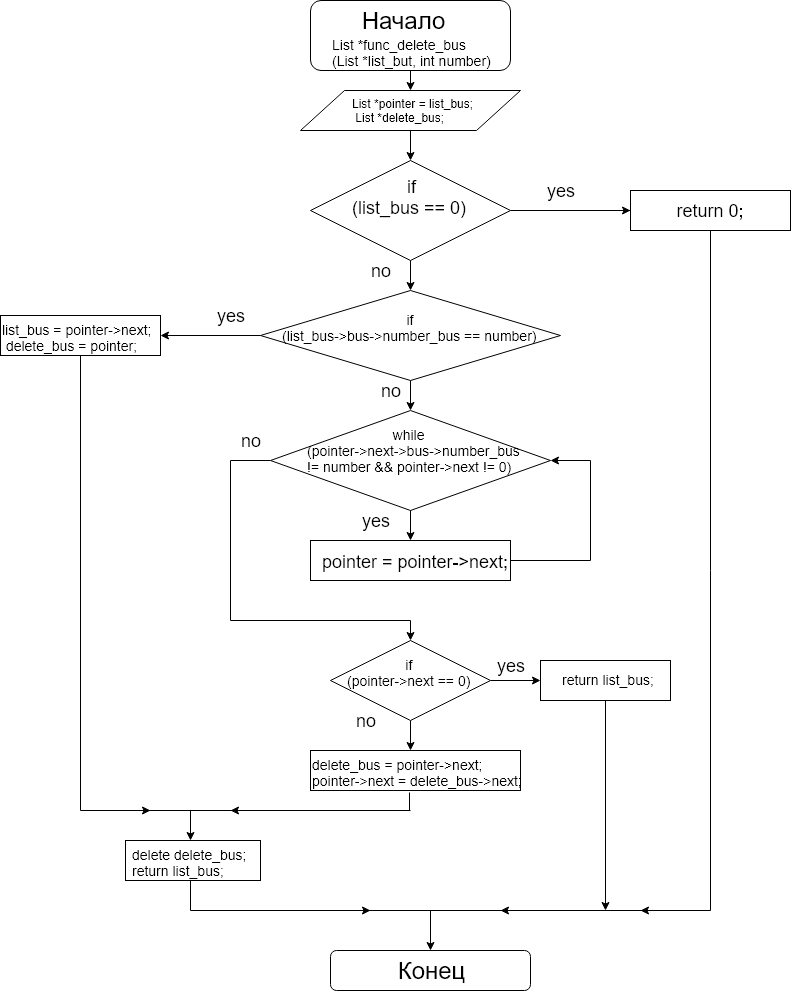 Начало
List *func_delete_bus
(List *list_but, int number)
List *pointer = list_bus;
List *delete_bus;
if
(list_bus == 0)
yes
return 0;
no
if
(list_bus->bus->number_bus == number)
yes
list_bus = pointer->next;
delete_bus = pointer;
no
while
(pointer->next->bus->number_bus
!= number && pointer->next != 0)
no
yes
pointer = pointer->next;
if
(pointer->next == 0)
yes
return list_bus;
no
delete_bus = pointer->next;
pointer->next = delete_bus->next;
delete delete_bus;
return list_bus;
Конец